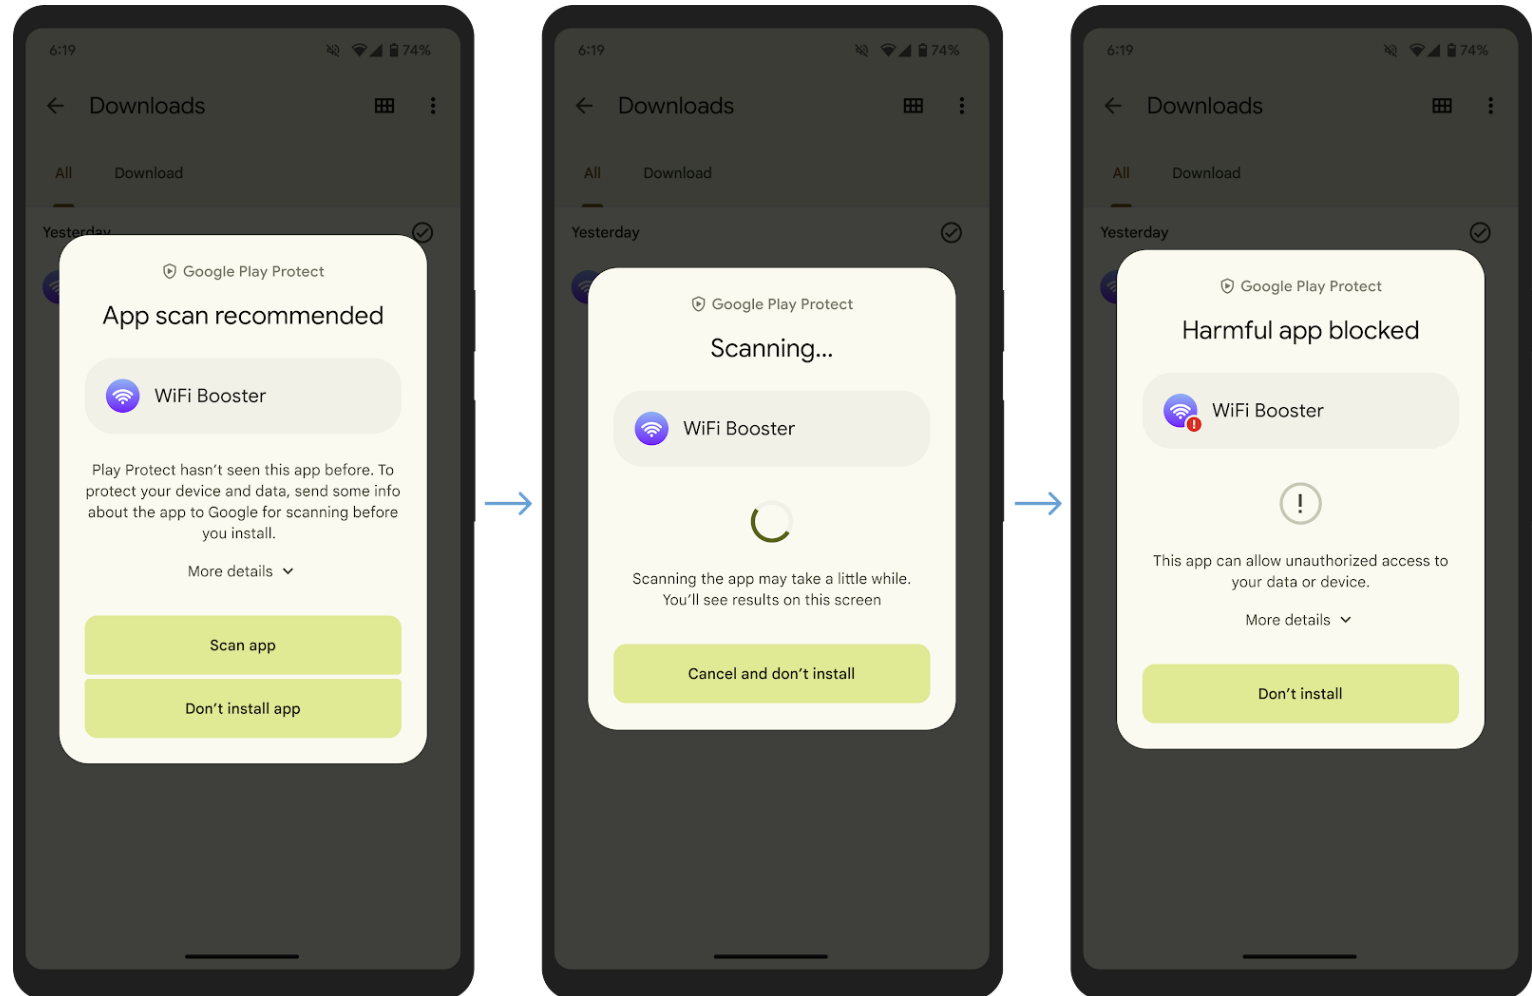 6:19
74%
Downloads
All
Download
Yesterday
Google Play Protect
App scan recommended
WiFi Booster
Play Protect hasn’t seen this app before. To
protect your device and data, send some info
about the app to Google for scanning before
you install.
More details
Scan app
Don’t install app
6:19
74%
Downloads
All
Download
Yesterday
Google Play Protect
Scanning...
WiFi Booster
Scanning the app may take a little while.
You’ll see results on this screen
Cancel and don’t install
6:19
74%
Downloads
All
Download
Yesterday
Google Play Protect
Harmful app blocked
WiFi Booster
This app can allow unauthorized access to
your data or device.
More details
Don’t install